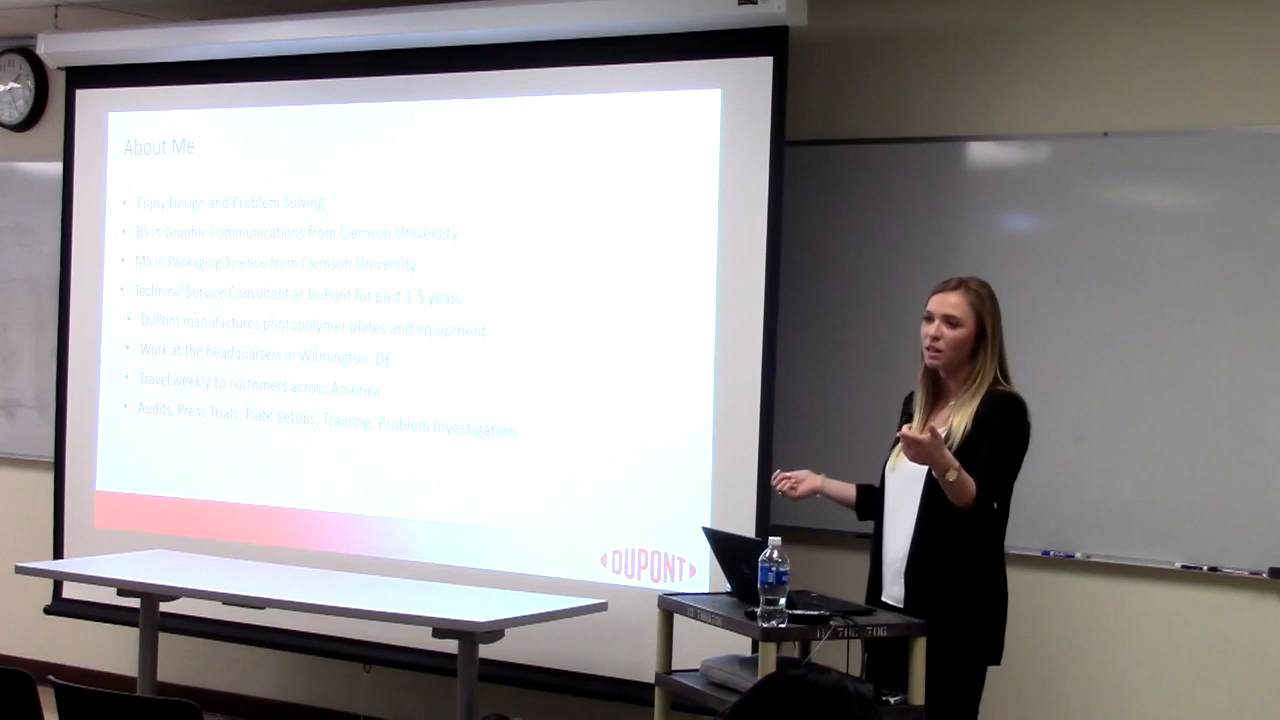 About Me
• Enjoy Design and Problem Solving
• BS in Graphic Communications from Clemson University
• MS in Packaging Science from Clemson University
• Technical Service Consultant at DuPont for past 1.5 years
• DuPont manufactures photopolymer plates and equipment
• Work at the headquarters in Wilmington, DE
• Travel weekly to customers across America
• Audits, Press Trials, Plate Setups, Training, Problem Investigation
DUPONT